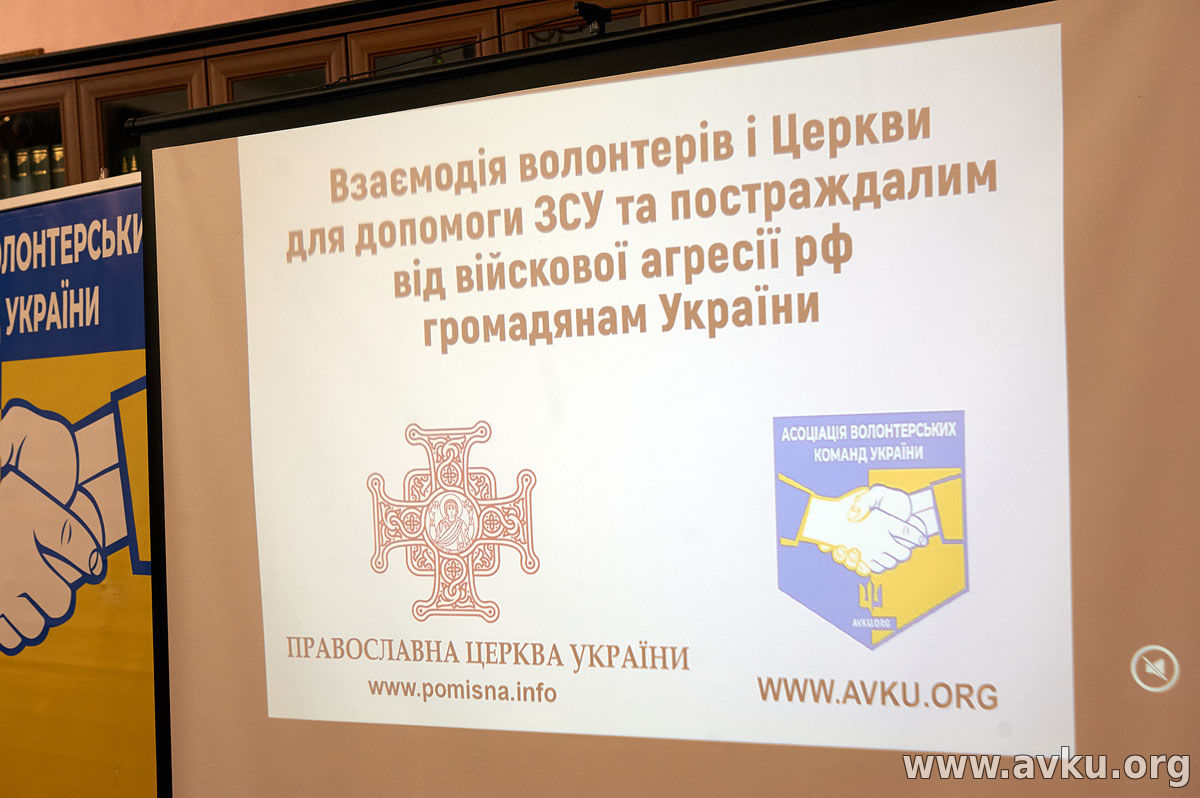 Взаємодія волонтерів і Церкви
для допомоги ЗСУ та постраждалим
від військової агресії рф
громадянам України
ОЛОНТЕРСЬКИ
УКРАЇНИ
АСОЦІАЦІЯ ВОЛОНТЕРСЬКИХ
КОМАНД УКРАЇНИ
AVKU.ORG
ПРАВОСЛАВНА ЦЕРКВА УКРАЇНИ
www.pomisna.info
WWW.AVKU.ORG
www.avku.org